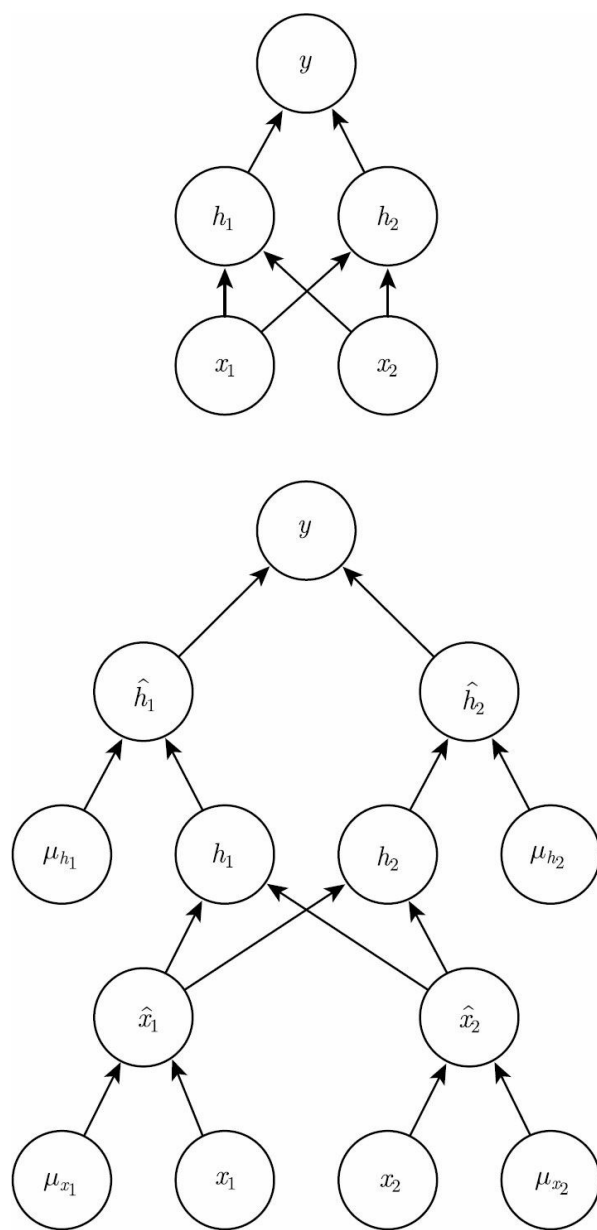 y
h₁ h₂
x₁ x₂
y
ĥ₁ ĥ₂
μₕ₁ h₁ h₂ μₕ₂
x̂₁ x̂₂
μₓ₁ x₁ x₂ μₓ₂